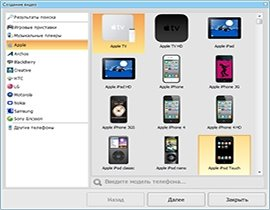 Создание видео
Результаты поиска
Игровые приставки
Музыкальные плееры
Apple
Archos
BlackBerry
Creative
HTC
LG
Motorola
Nokia
Samsung
Sony Ericsson
Другие телефоны
Apple TV
Apple TV HD
Apple iPad
Apple iPad HD
Apple iPhone
Apple iPhone 3G
Apple iPhone 3GS
Apple iPhone 4
Apple iPhone 4HD
Apple iPod classic
Apple iPod nano
Apple iPod Touch
Введите модель телефона...
Назад
Далее
Закрыть